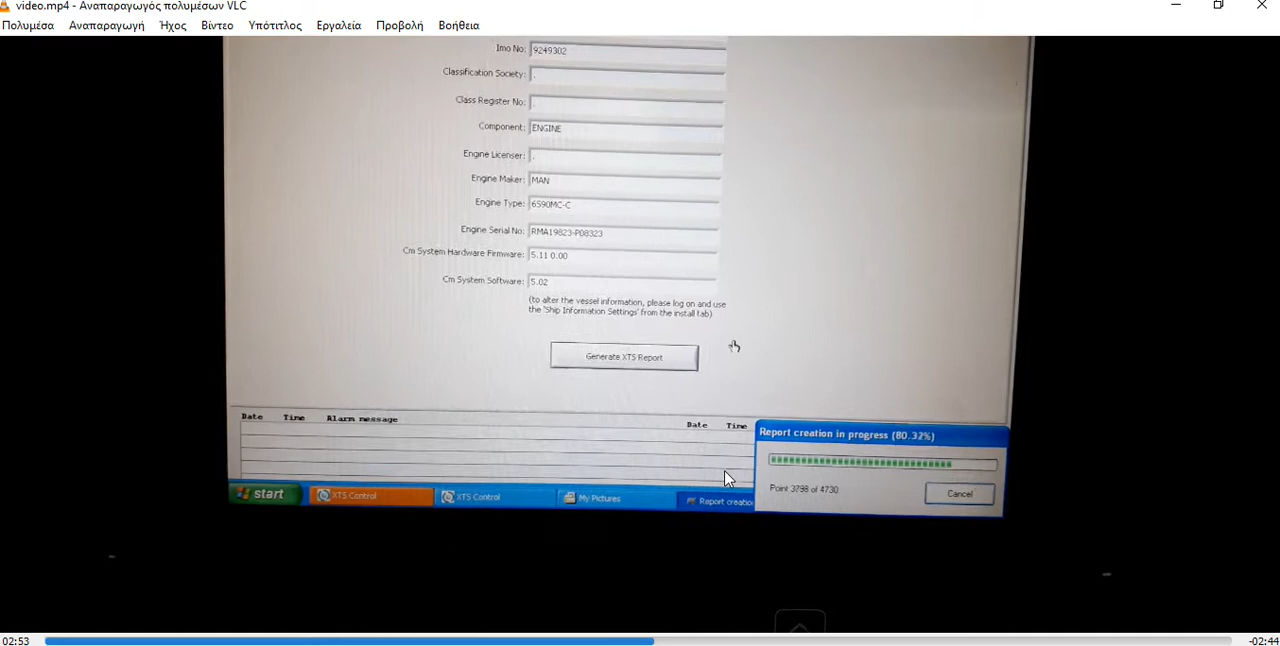 video.mp4 - Αναπαραγωγός πολυμέσων VLC
Πολυμέσα Αναπαραγωγή Ήχος Βίντεο Υπότιτλος Εργαλεία Προβολή Βοήθεια
Imo No: 9249302
Classification Society: .
Class Register No: .
Component: ENGINE
Engine Licenser: .
Engine Maker: MAN
Engine Type: 6S90MC-C
Engine Serial No: RMA19823-P08323
Cm System Hardware Firmware: 5.11 0.00
Cm System Software: 5.02
(to alter the vessel information, please log on and use
the 'Ship Information Settings' from the install tab)
Generate XTS Report
Date Time Alarm message Date Time
Report creation in progress (80.32%)
Point 3798 of 4730
Cancel
start XTS Control XTS Control My Pictures Report creatio
02:53 -02:44